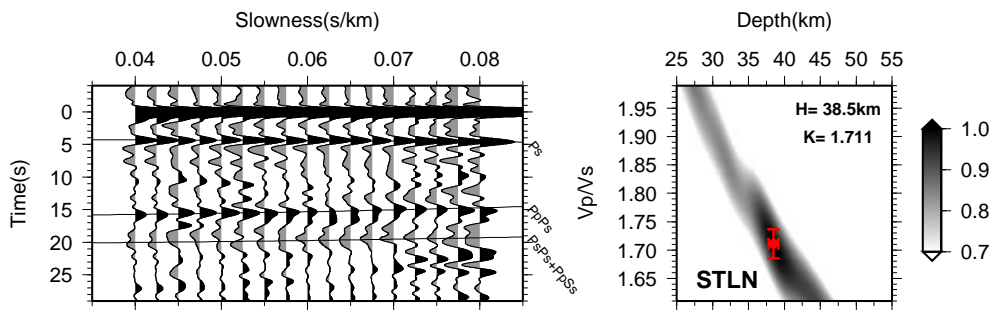 Slowness(s/km)
0.04 0.05 0.06 0.07 0.08
Time(s)
0
5
10
15
20
25
Ps
PpPs
PsPs+PpSs
Depth(km)
25 30 35 40 45 50 55
Vp/Vs
1.95
1.90
1.85
1.80
1.75
1.70
1.65
H= 38.5km
K= 1.711
STLN
1.0
0.9
0.8
0.7